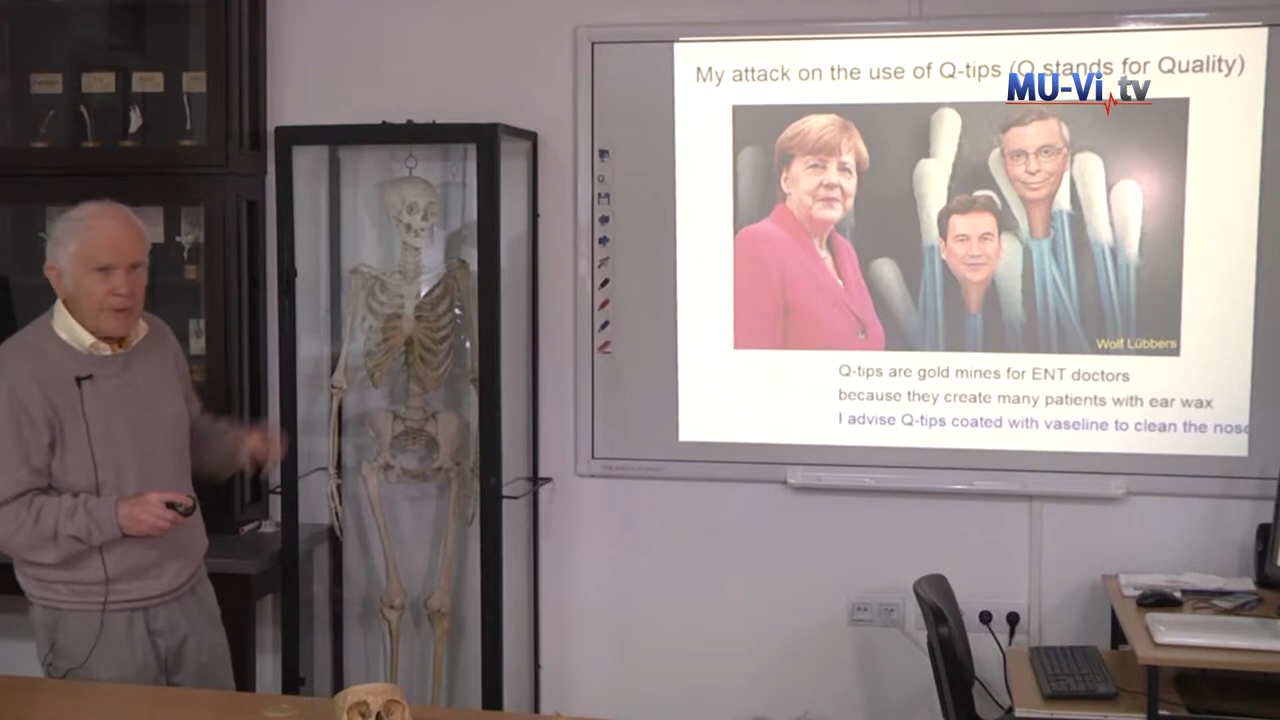 My attack on the use of Q-tips (Q stands for Quality)
MU-Vi.tv
Wolf Lübbers
Q-tips are gold mines for ENT doctors
because they create many patients with ear wax
I advise Q-tips coated with vaseline to clean the nose